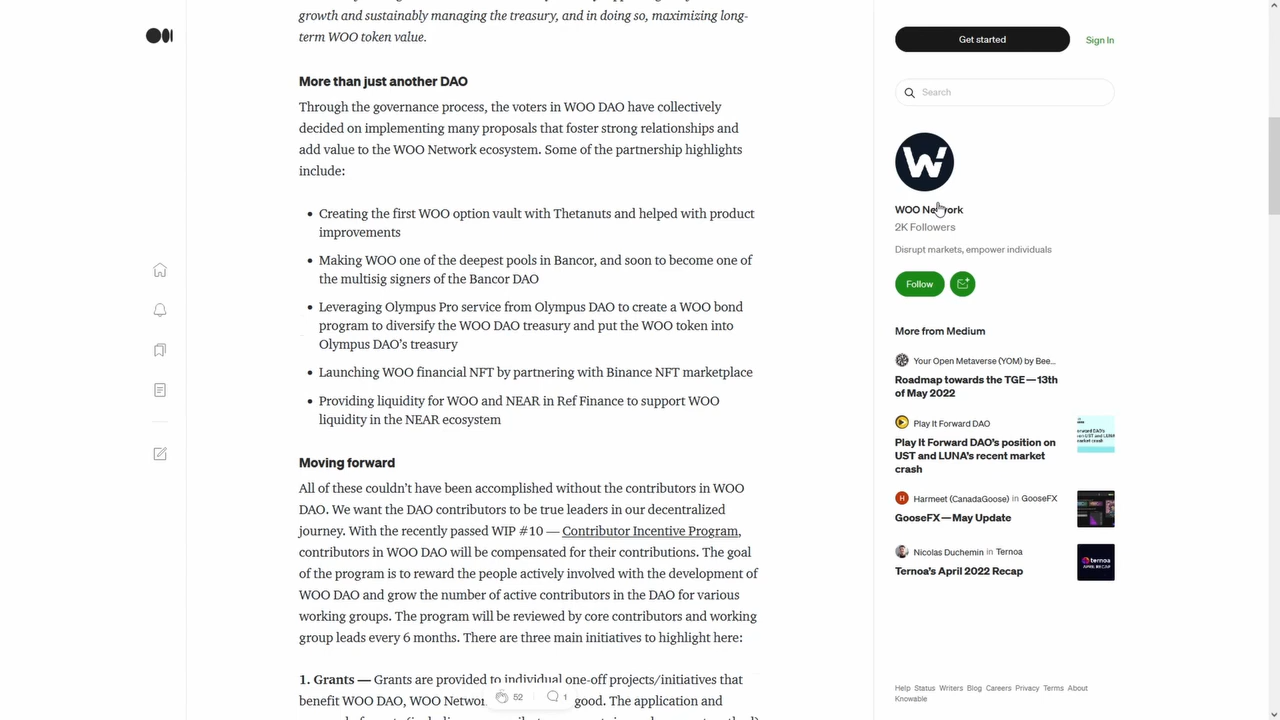 growth and sustainably managing the treasury, and in doing so, maximizing long-
term WOO token value.
More than just another DAO
Through the governance process, the voters in WOO DAO have collectively
decided on implementing many proposals that foster strong relationships and
add value to the WOO Network ecosystem. Some of the partnership highlights
include:
• Creating the first WOO option vault with Thetanuts and helped with product
improvements
• Making WOO one of the deepest pools in Bancor, and soon to become one of
the multisig signers of the Bancor DAO
• Leveraging Olympus Pro service from Olympus DAO to create a WOO bond
program to diversify the WOO DAO treasury and put the WOO token into
Olympus DAO's treasury
• Launching WOO financial NFT by partnering with Binance NFT marketplace
• Providing liquidity for WOO and NEAR in Ref Finance to support WOO
liquidity in the NEAR ecosystem
Moving forward
All of these couldn't have been accomplished without the contributors in WOO
DAO. We want the DAO contributors to be true leaders in our decentralized
journey. With the recently passed WIP #10 — Contributor Incentive Program,
contributors in WOO DAO will be compensated for their contributions. The goal
of the program is to reward the people actively involved with the development of
WOO DAO and grow the number of active contributors in the DAO for various
working groups. The program will be reviewed by core contributors and working
group leads every 6 months. There are three main initiatives to highlight here:
1. Grants — Grants are provided to individual one-off projects/initiatives that
benefit WOO DAO, WOO Networ good. The application and
52
1
Get started
Sign In
Search
W
WOO Network
2K Followers
Disrupt markets, empower individuals
Follow
More from Medium
Your Open Metaverse (YOM) by Bee...
Roadmap towards the TGE — 13th
of May 2022
Play It Forward DAO
Play It Forward DAO's position on
UST and LUNA's recent market
crash
H Harmeet (CanadaGoose) in GooseFX
GooseFX — May Update
Nicolas Duchemin in Ternoa
Ternoa's April 2022 Recap
ternoa
APRIL RECAP
Help Status Writers Blog Careers Privacy Terms About
Knowable